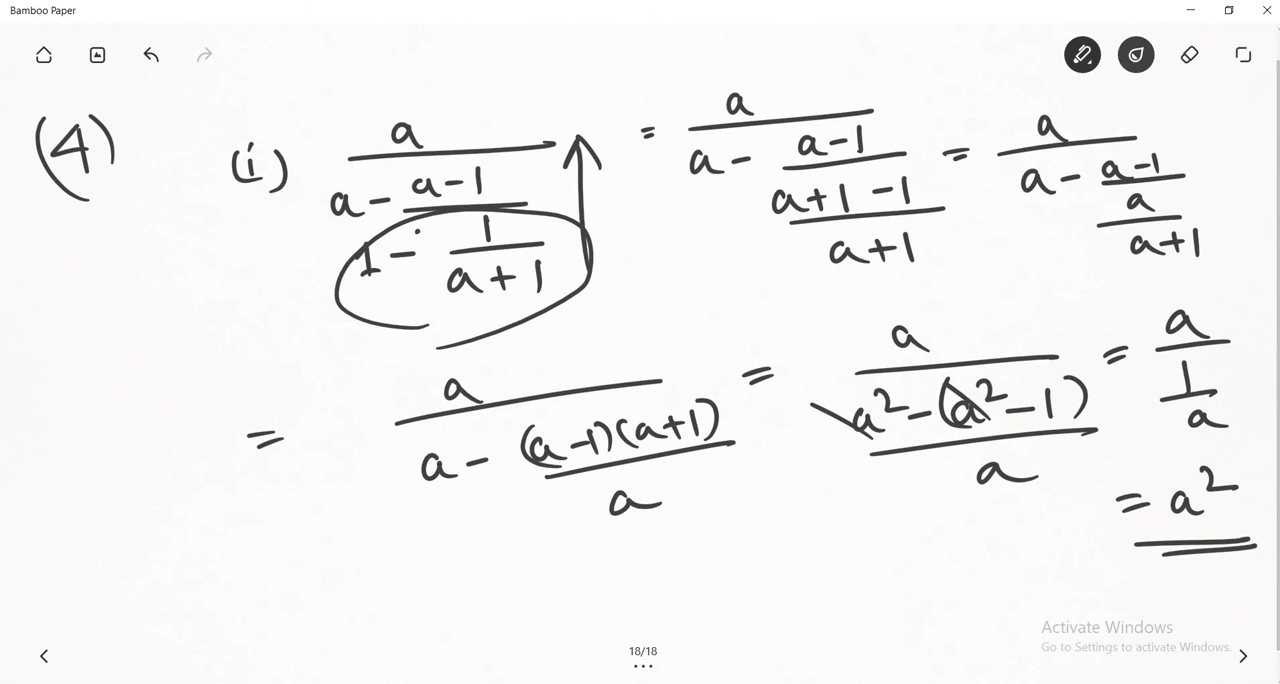 Bamboo Paper
(4) (i) a / (a - (a-1) / (1 - 1/(a+1))) = a / (a - (a-1) / ((a+1-1)/(a+1))) = a / (a - (a-1) / (a/(a+1)))
= a / (a - (a-1)(a+1)/a) = a / ((a² - (a² - 1))/a) = a / (1/a)
= a²
Activate Windows
Go to Settings to activate Windows.
18/18